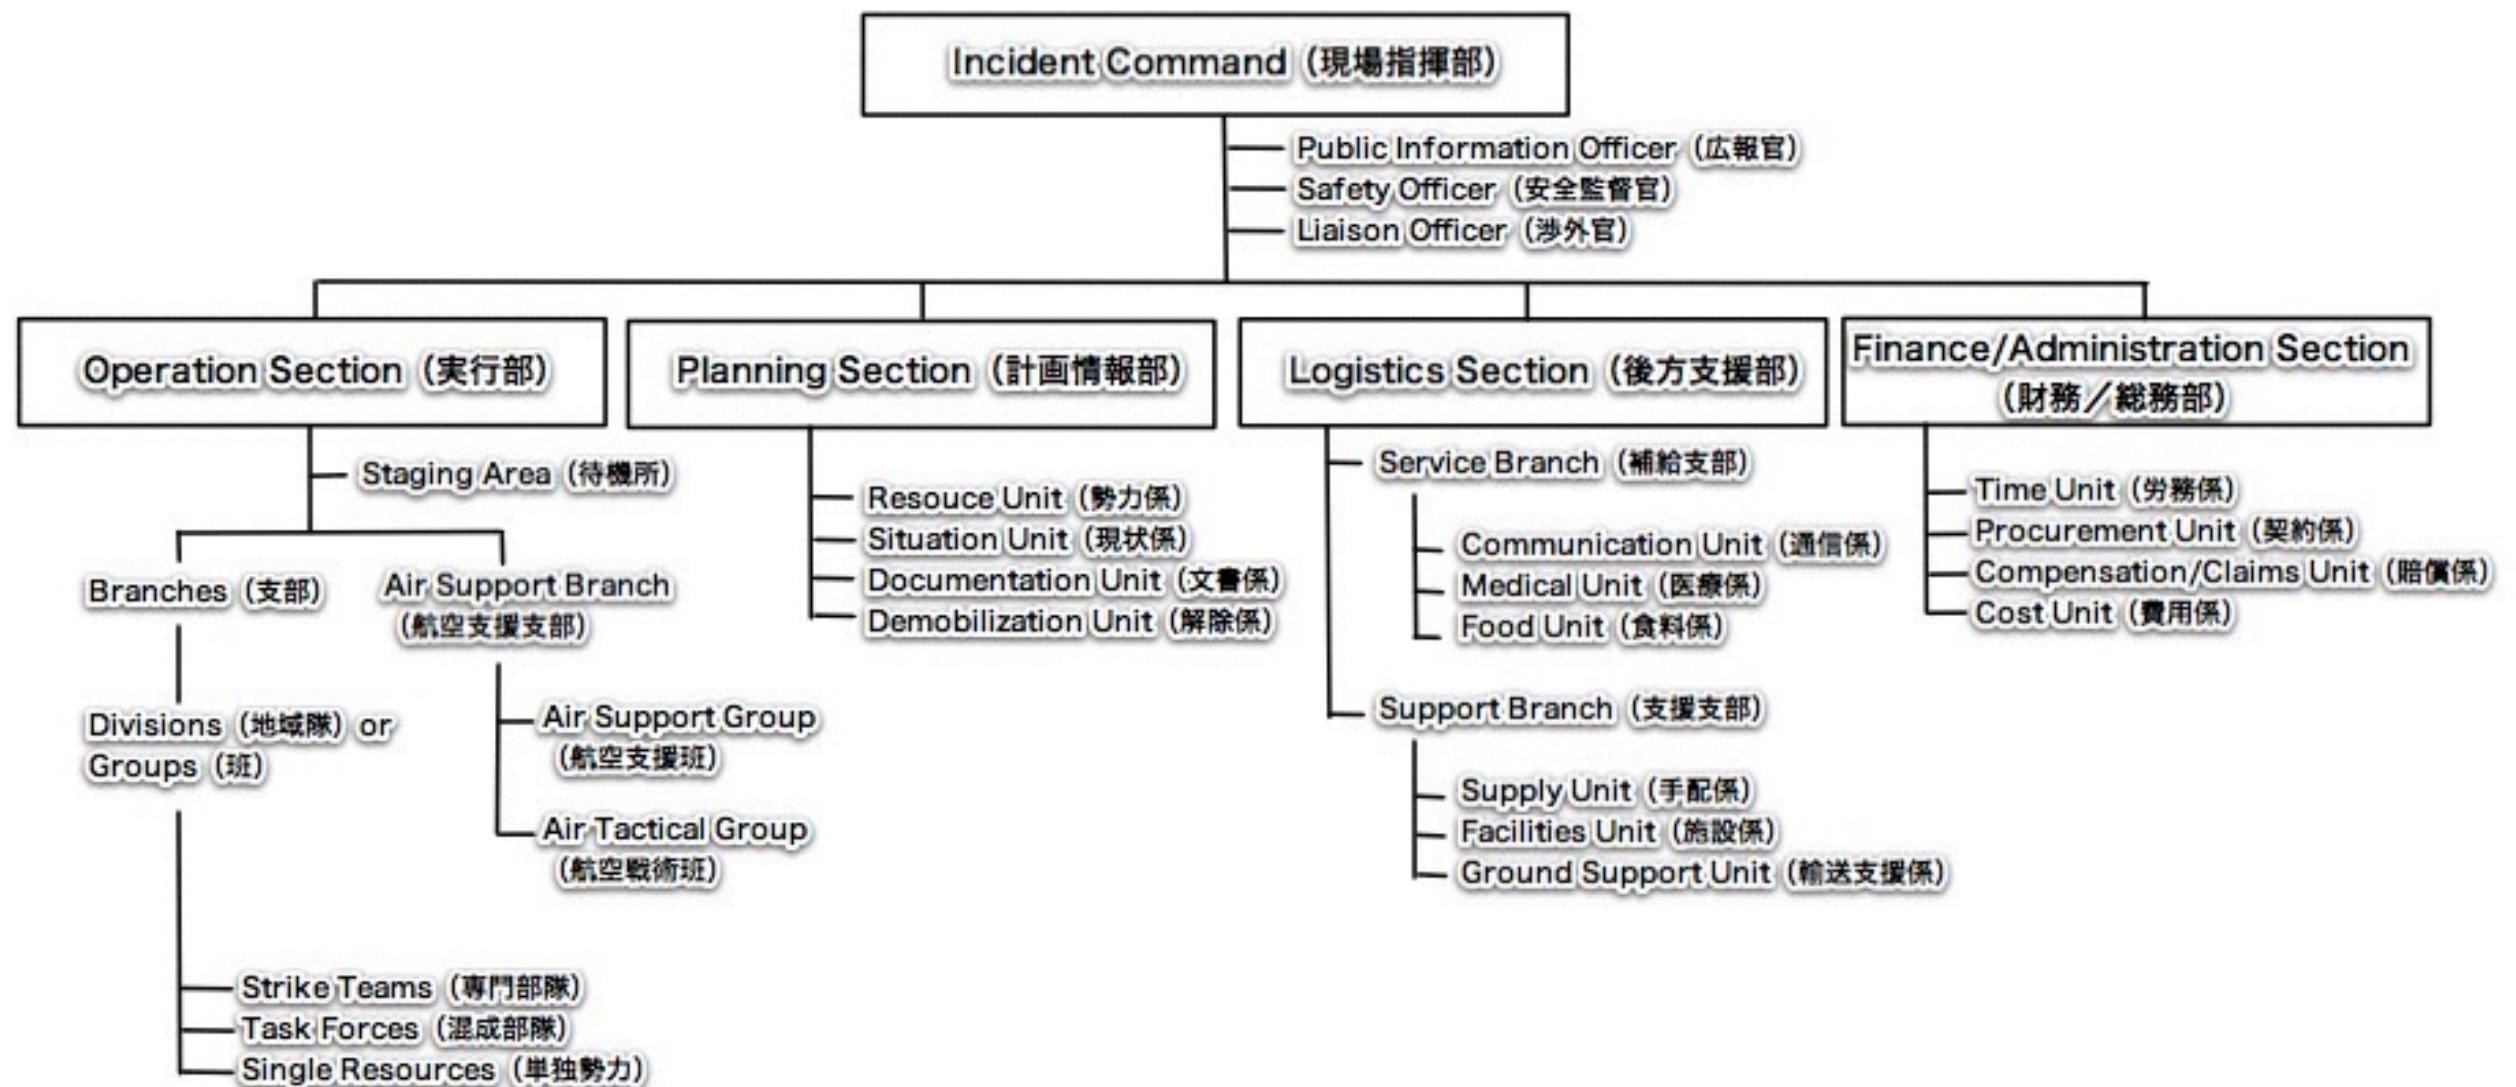 Incident Command（現場指揮部）
Public Information Officer（広報官）
Safety Officer（安全監督官）
Liaison Officer（渉外官）
Operation Section（実行部）
Staging Area（待機所）
Branches（支部）
Divisions（地域隊）or
Groups（班）
Strike Teams（専門部隊）
Task Forces（混成部隊）
Single Resources（単独勢力）
Air Support Branch
（航空支援支部）
Air Support Group
（航空支援班）
Air Tactical Group
（航空戦術班）
Planning Section（計画情報部）
Resouce Unit（勢力係）
Situation Unit（現状係）
Documentation Unit（文書係）
Demobilization Unit（解除係）
Logistics Section（後方支援部）
Service Branch（補給支部）
Communication Unit（通信係）
Medical Unit（医療係）
Food Unit（食料係）
Support Branch（支援支部）
Supply Unit（手配係）
Facilities Unit（施設係）
Ground Support Unit（輸送支援係）
Finance/Administration Section
（財務／総務部）
Time Unit（労務係）
Procurement Unit（契約係）
Compensation/Claims Unit（賠償係）
Cost Unit（費用係）